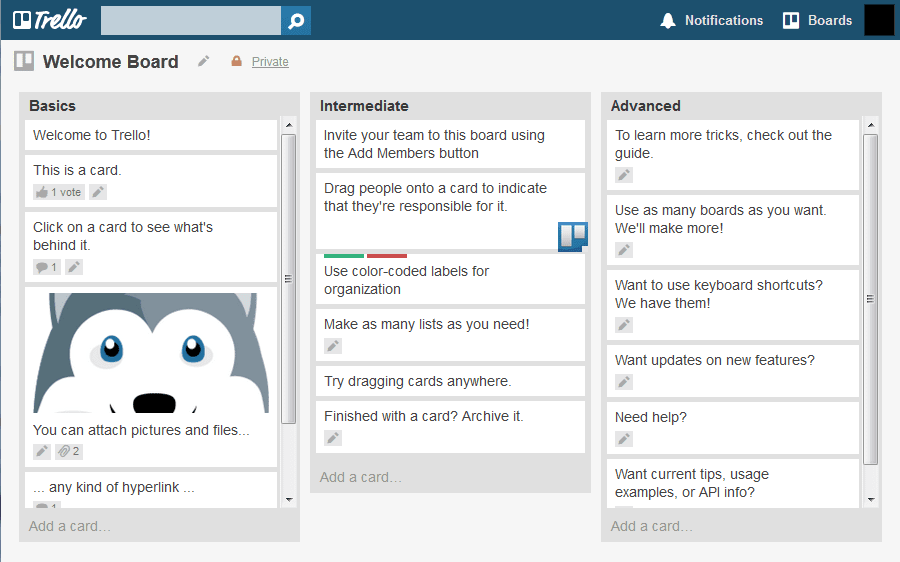 Trello
Notifications
Boards
Welcome Board
Private
Basics
Welcome to Trello!
This is a card.
1 vote
Click on a card to see what's
behind it.
1
You can attach pictures and files...
2
... any kind of hyperlink ...
1
Add a card...
Intermediate
Invite your team to this board using
the Add Members button
Drag people onto a card to indicate
that they're responsible for it.
Use color-coded labels for
organization
Make as many lists as you need!
Try dragging cards anywhere.
Finished with a card? Archive it.
Add a card...
Advanced
To learn more tricks, check out the
guide.
Use as many boards as you want.
We'll make more!
Want to use keyboard shortcuts?
We have them!
Want updates on new features?
Need help?
Want current tips, usage
examples, or API info?
Add a card...